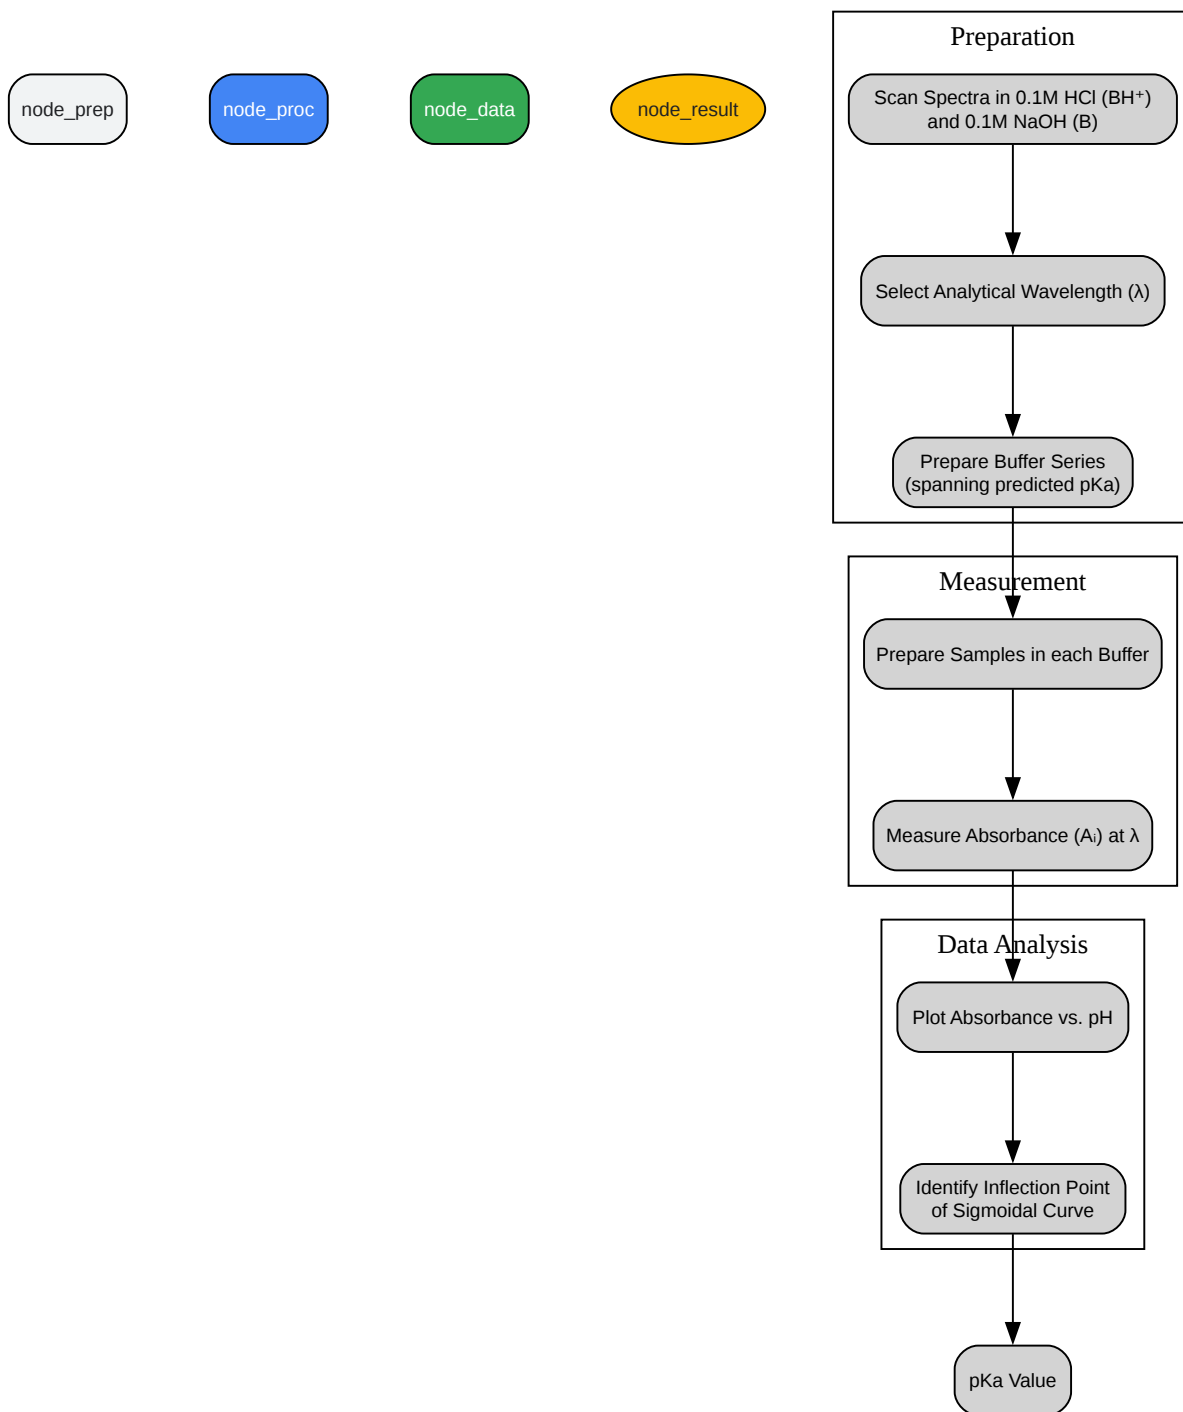 Preparation
node_prep
node_proc
node_data
node_result
Scan Spectra in 0.1M HCl (BH⁺)
and 0.1M NaOH (B)
Select Analytical Wavelength (λ)
Prepare Buffer Series
(spanning predicted pKa)
Measurement
Prepare Samples in each Buffer
Measure Absorbance (Aᵢ) at λ
Data Analysis
Plot Absorbance vs. pH
Identify Inflection Point
of Sigmoidal Curve
pKa Value